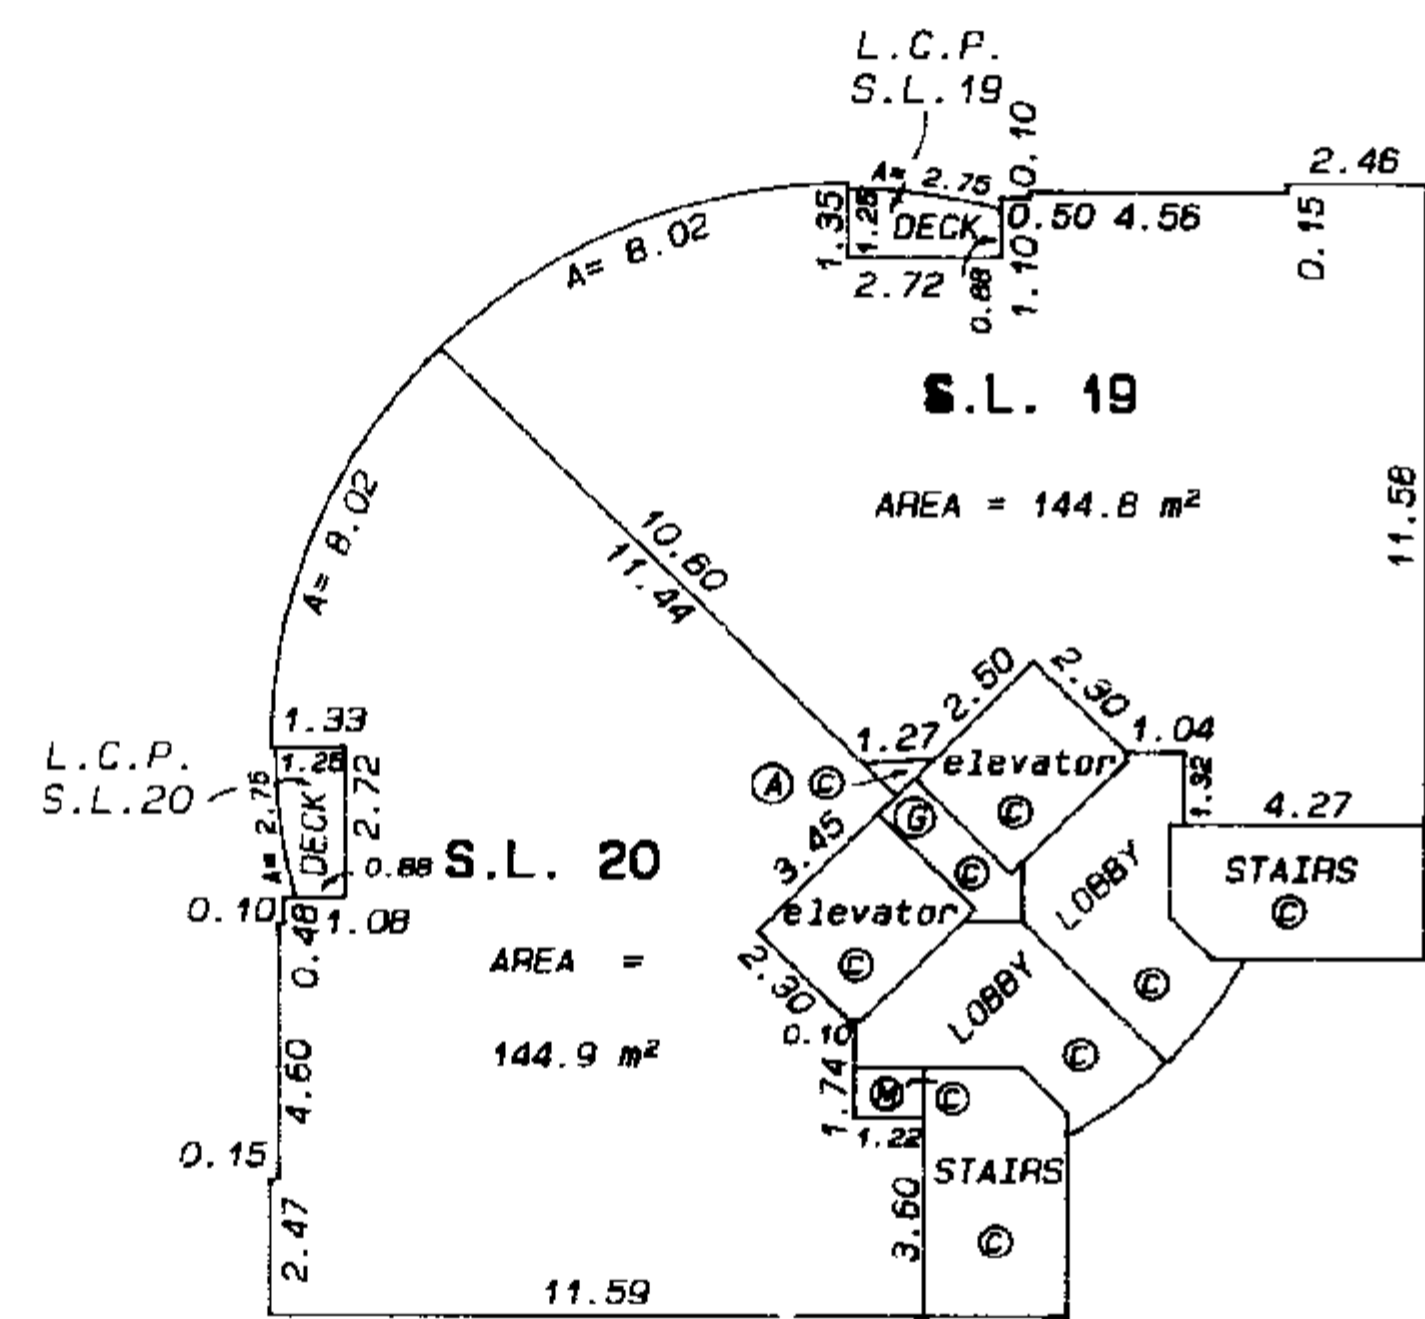 L.C.P.
S.L.19
0.10
2.46
A= 2.75
1.35
1.25
DECK
0.50 4.56
0.15
A= 8.02
2.72
0.88
1.10
S.L. 19
AREA = 144.8 m²
11.58
A= 8.02
10.60
11.44
2.50
2.30
1.33
1.27
1.04
L.C.P.
S.L.20
1.25
A= 2.75
DECK
2.72
A C
elevator
C
1.32
4.27
G
3.45
0.88
S.L. 20
C
LOBBY
STAIRS
C
0.10
0.48
1.08
elevator
C
AREA =
2.30
LOBBY
C
0.10
144.9 m²
C
4.60
1.74
M C
0.15
1.22
STAIRS
2.47
3.60
C
11.59